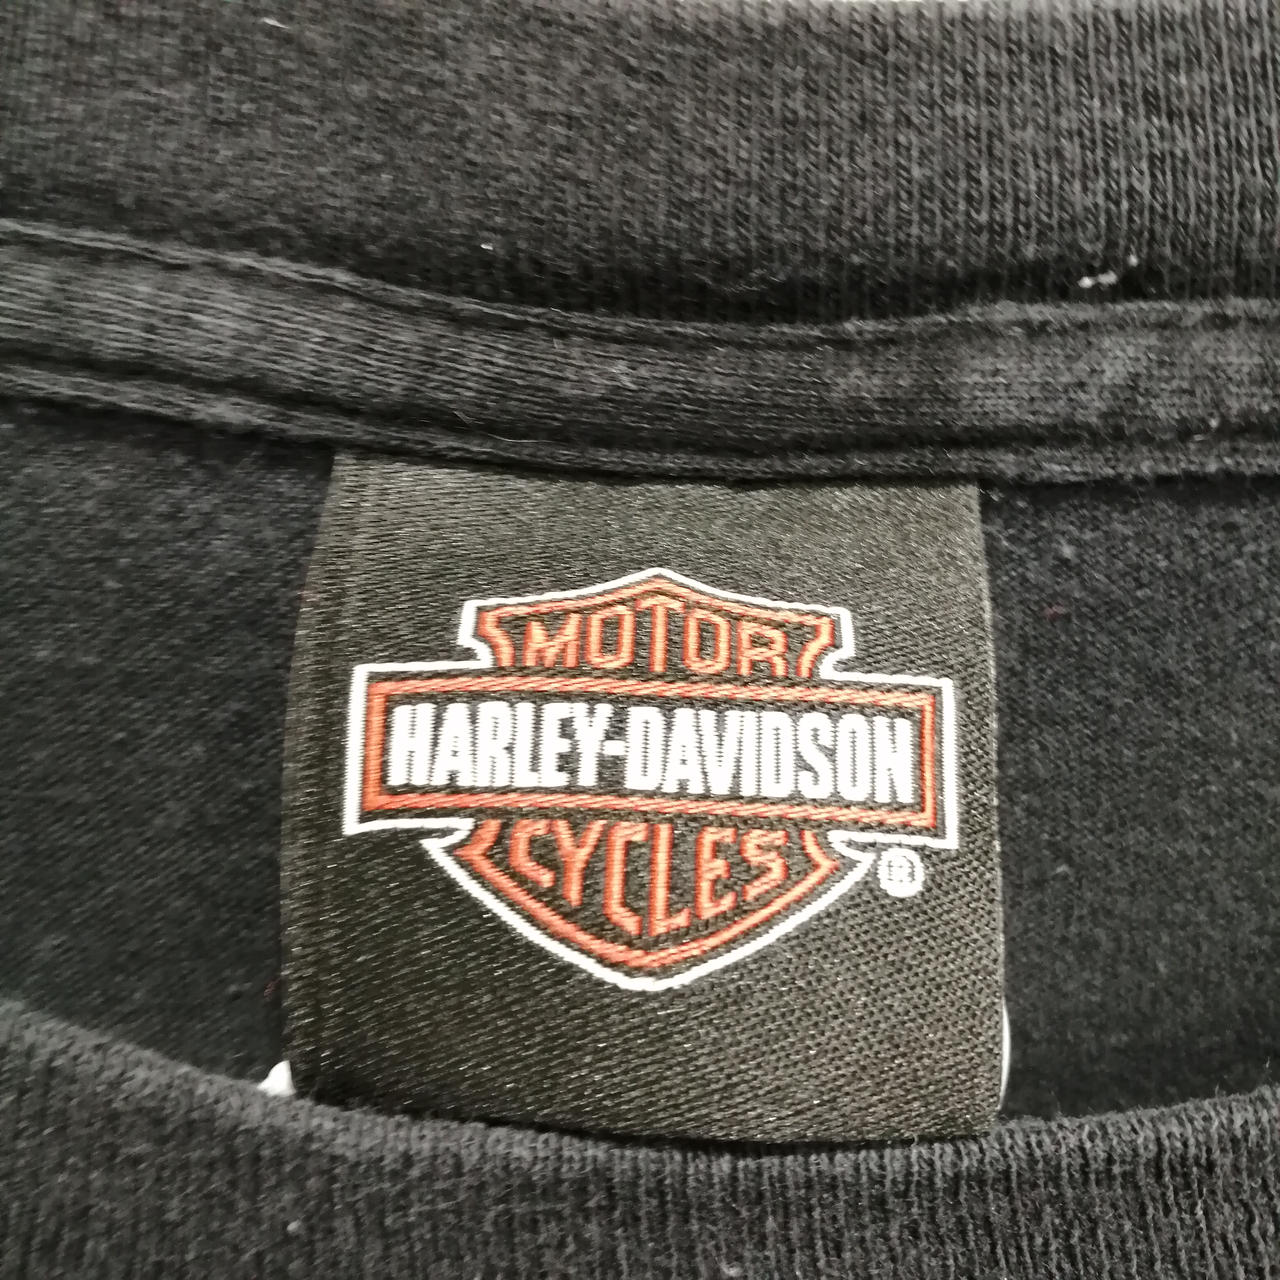 MOTOR
HARLEY-DAVIDSON
CYCLES
®